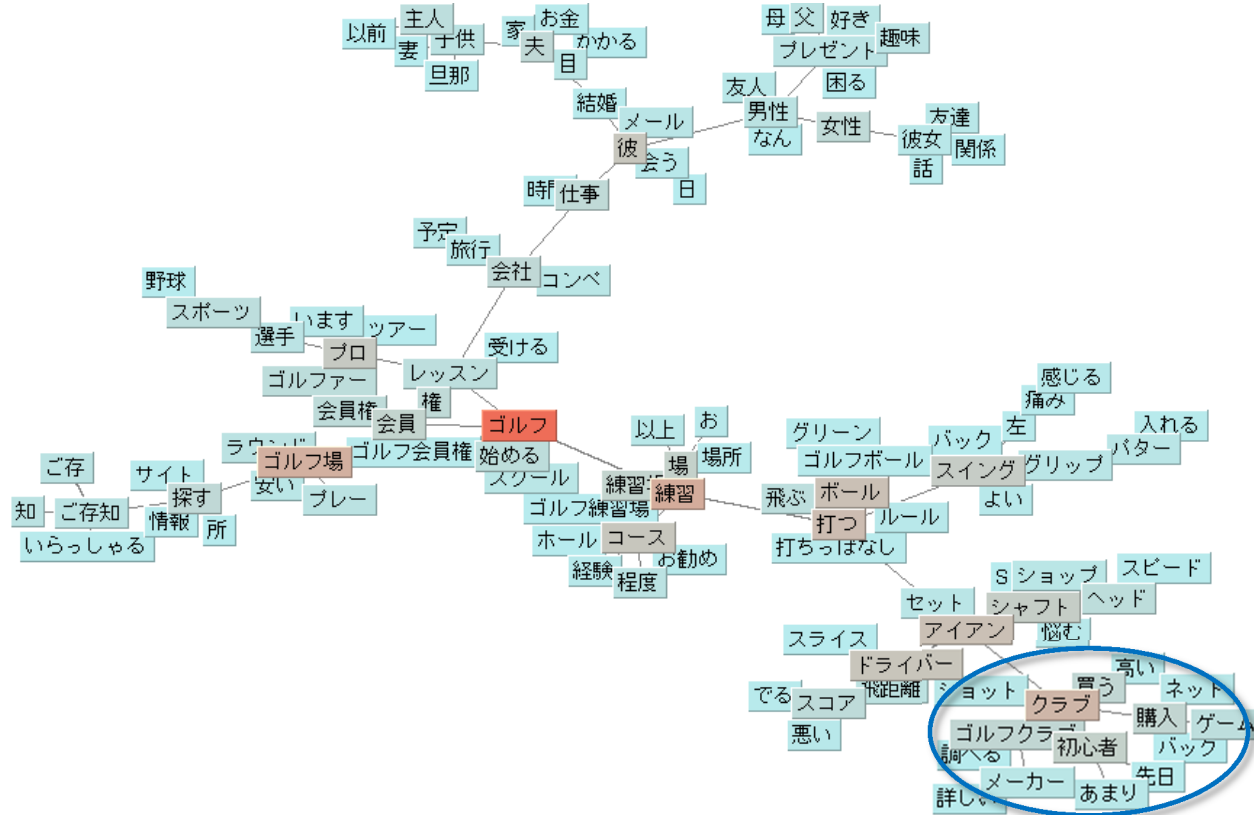 以前
主人
妻
子供
旦那
家
お金
夫
かかる
目
母
父
好き
趣味
プレゼント
困る
友人
男性
なん
女性
友達
彼女
関係
話
結婚
メール
彼
会う
日
仕事
予定
旅行
会社
コンペ
野球
スポーツ
選手
います
ツアー
プロ
ゴルファー
レッスン
受ける
会員権
権
会員
ゴルフ
ゴルフ会員権
始める
ゴルフ場
安い
プレー
ご存
サイト
探す
知
ご存知
情報
所
いらっしゃる
スクール
以上
お
場
場所
練習
ゴルフ練習場
ホール
コース
お勧め
経験
程度
グリーン
ゴルフボール
バック
左
痛み
感じる
入れる
パター
スイング
グリップ
よい
飛ぶ
ボール
打つ
ルール
打ちっぱなし
セット
S
ショップ
スピード
シャフト
ヘッド
アイアン
悩む
スライス
ドライバー
飛距離
でる
スコア
悪い
ショット
クラブ
買う
高い
ネット
購入
ゲーム
ゴルフクラブ
初心者
バック
調べる
メーカー
先日
詳しい
あまり